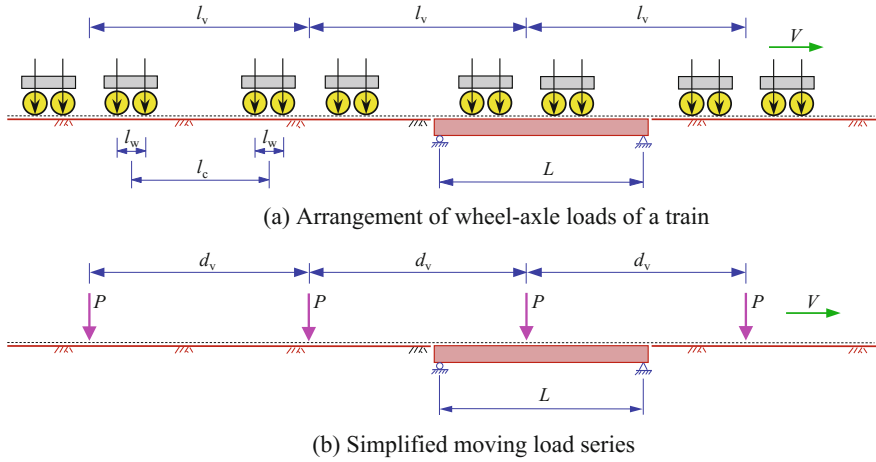 l_v l_v l_v V
l_w l_w
l_c L
(a) Arrangement of wheel-axle loads of a train
d_v d_v d_v
P P P P V
L
(b) Simplified moving load series